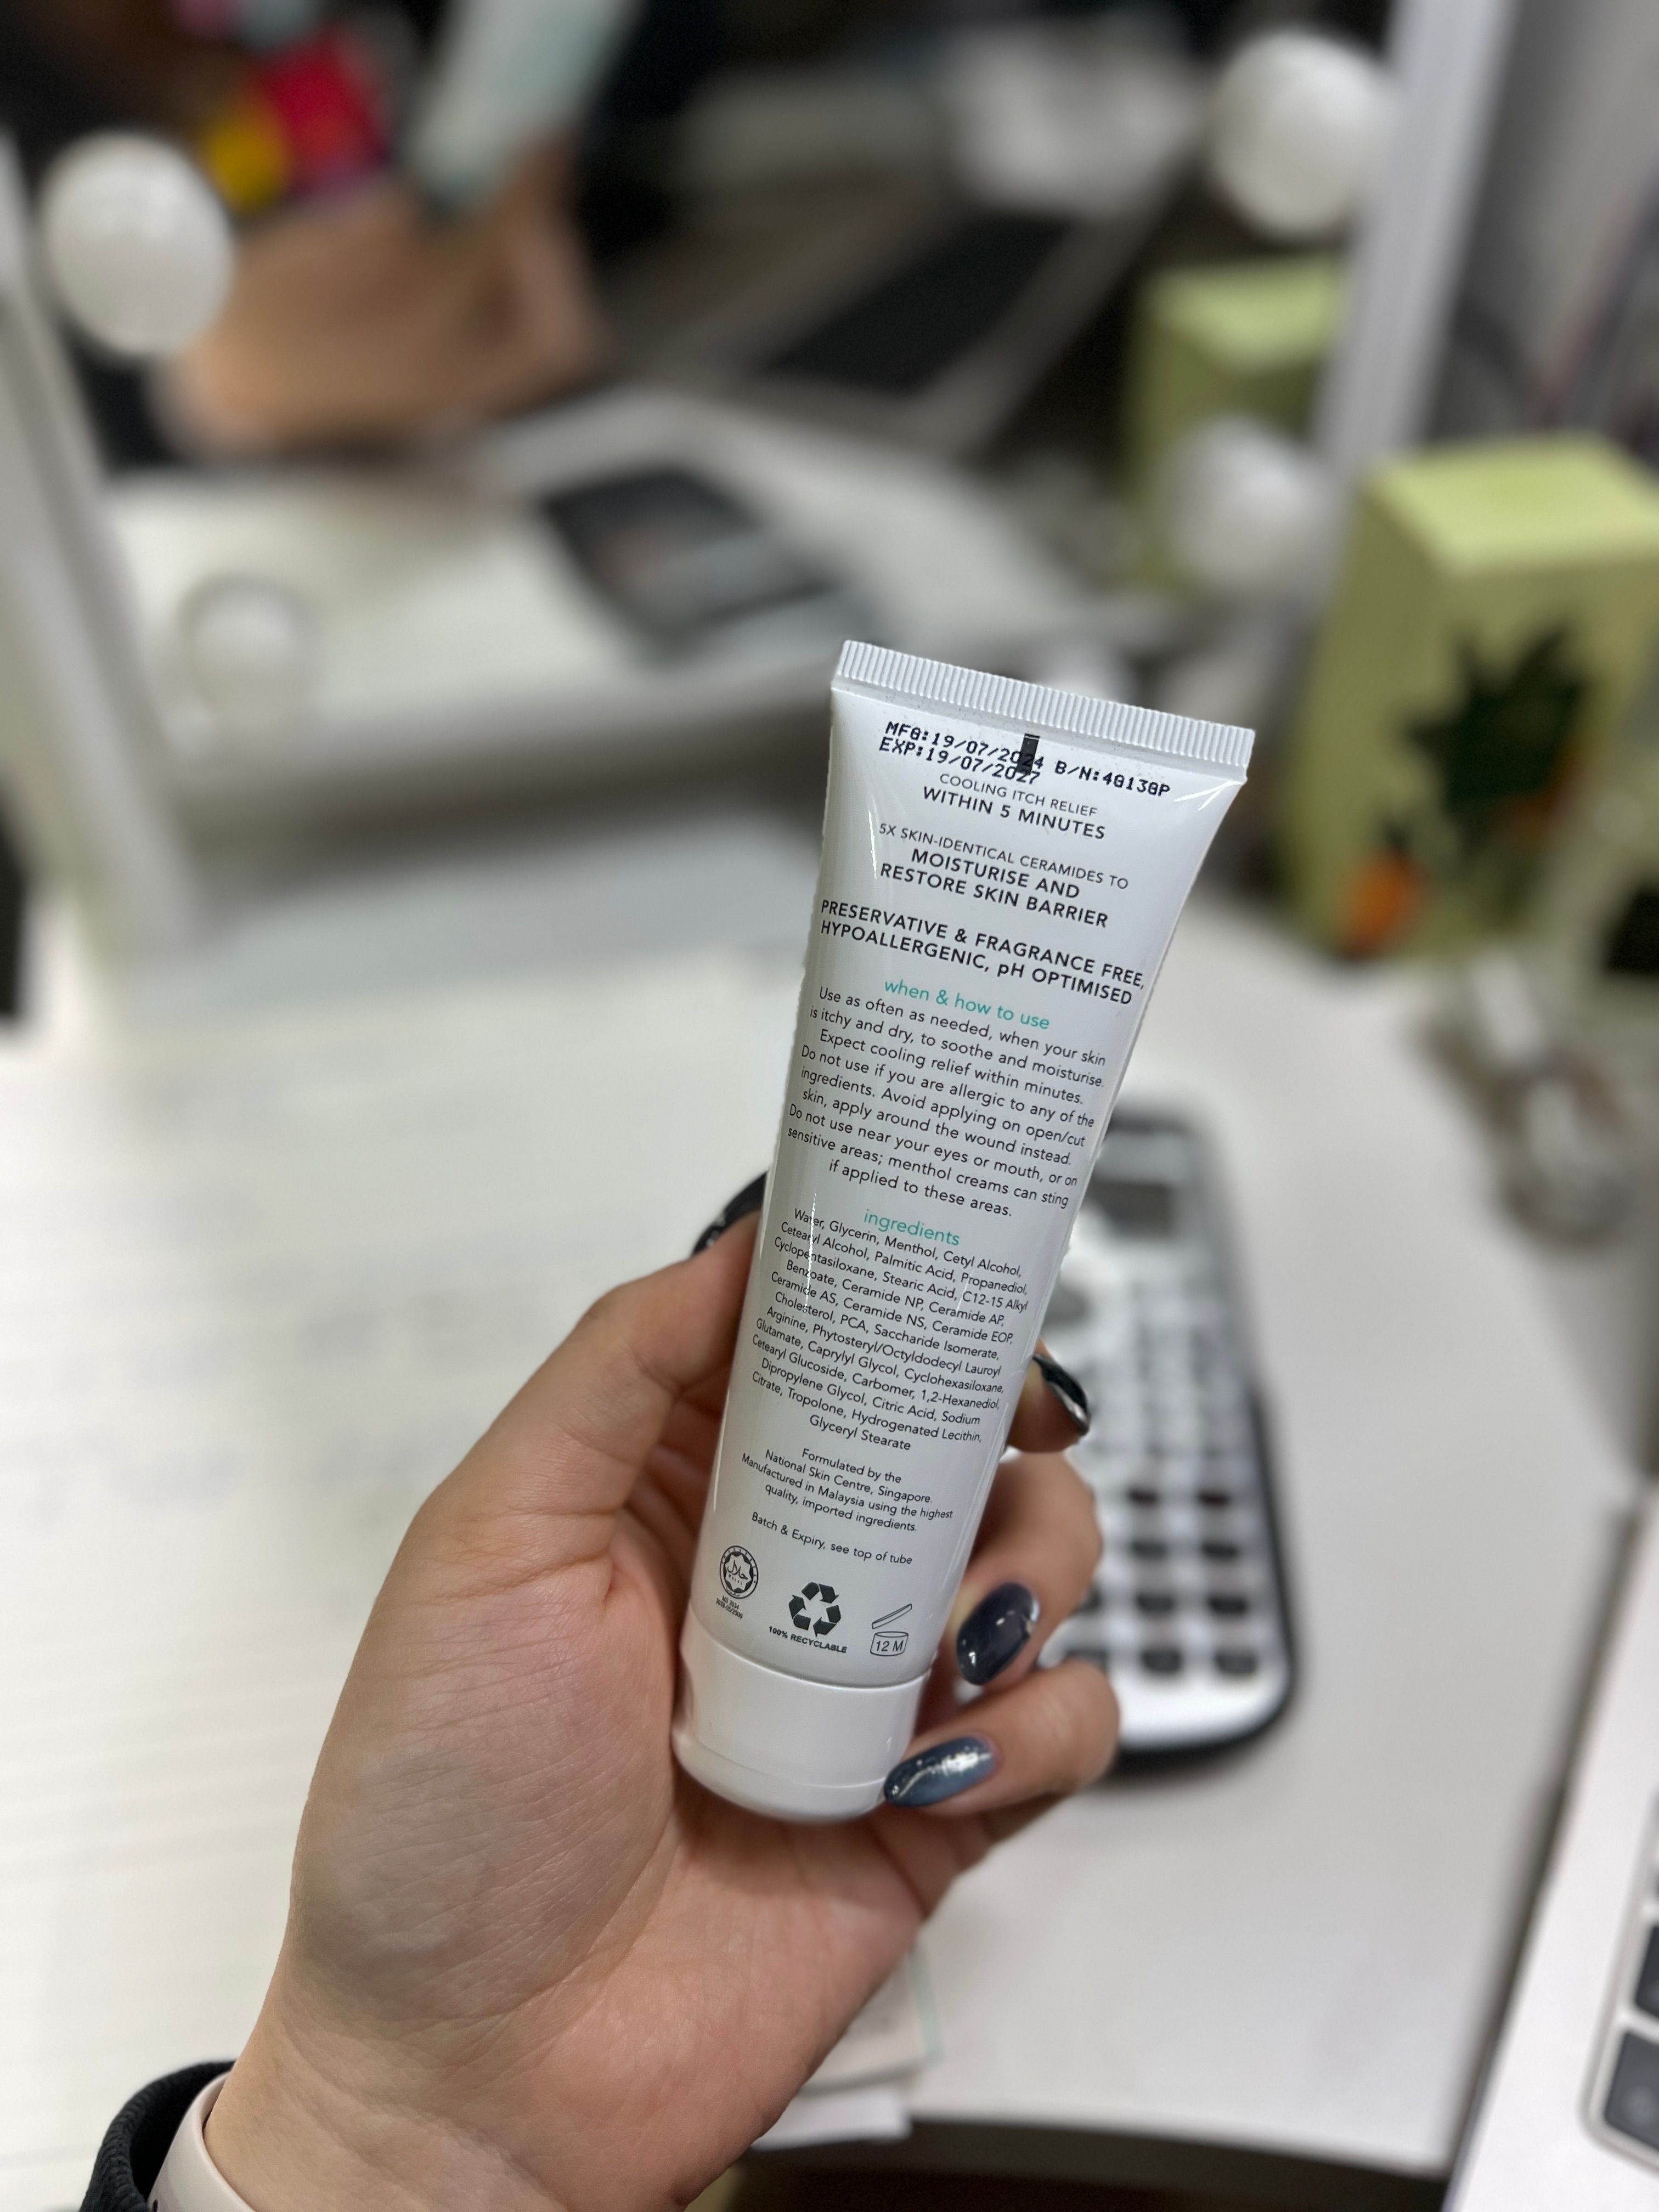 MFG:19/07/2024 B/N:40130P
EXP:19/07/2027
COOLING ITCH RELIEF
WITHIN 5 MINUTES
5X SKIN-IDENTICAL CERAMIDES TO
MOISTURISE AND
RESTORE SKIN BARRIER
PRESERVATIVE & FRAGRANCE FREE,
HYPOALLERGENIC, pH OPTIMISED
when & how to use
Use as often as needed, when your skin
is itchy and dry, to soothe and moisturise.
Expect cooling relief within minutes.
Do not use if you are allergic to any of the
ingredients. Avoid applying on open/cut
skin, apply around the wound instead.
Do not use near your eyes or mouth, or on
sensitive areas; menthol creams can sting
if applied to these areas.
ingredients
Water, Glycerin, Menthol, Cetyl Alcohol,
Cetearyl Alcohol, Palmitic Acid, Propanediol,
Cyclopentasiloxane, Stearic Acid, C12-15 Alkyl
Benzoate, Ceramide NP, Ceramide AP,
Ceramide AS, Ceramide NS, Ceramide EOP,
Cholesterol, PCA, Saccharide Isomerate,
Arginine, Phytosteryl/Octyldodecyl Lauroyl
Glutamate, Caprylyl Glycol, Cyclohexasiloxane,
Cetearyl Glucoside, Carbomer, 1,2-Hexanediol,
Dipropylene Glycol, Citric Acid, Sodium
Citrate, Tropolone, Hydrogenated Lecithin,
Glyceryl Stearate
Formulated by the
National Skin Centre, Singapore.
Manufactured in Malaysia using the highest
quality, imported ingredients.
Batch & Expiry, see top of tube
حلال
100% RECYCLABLE
12 M